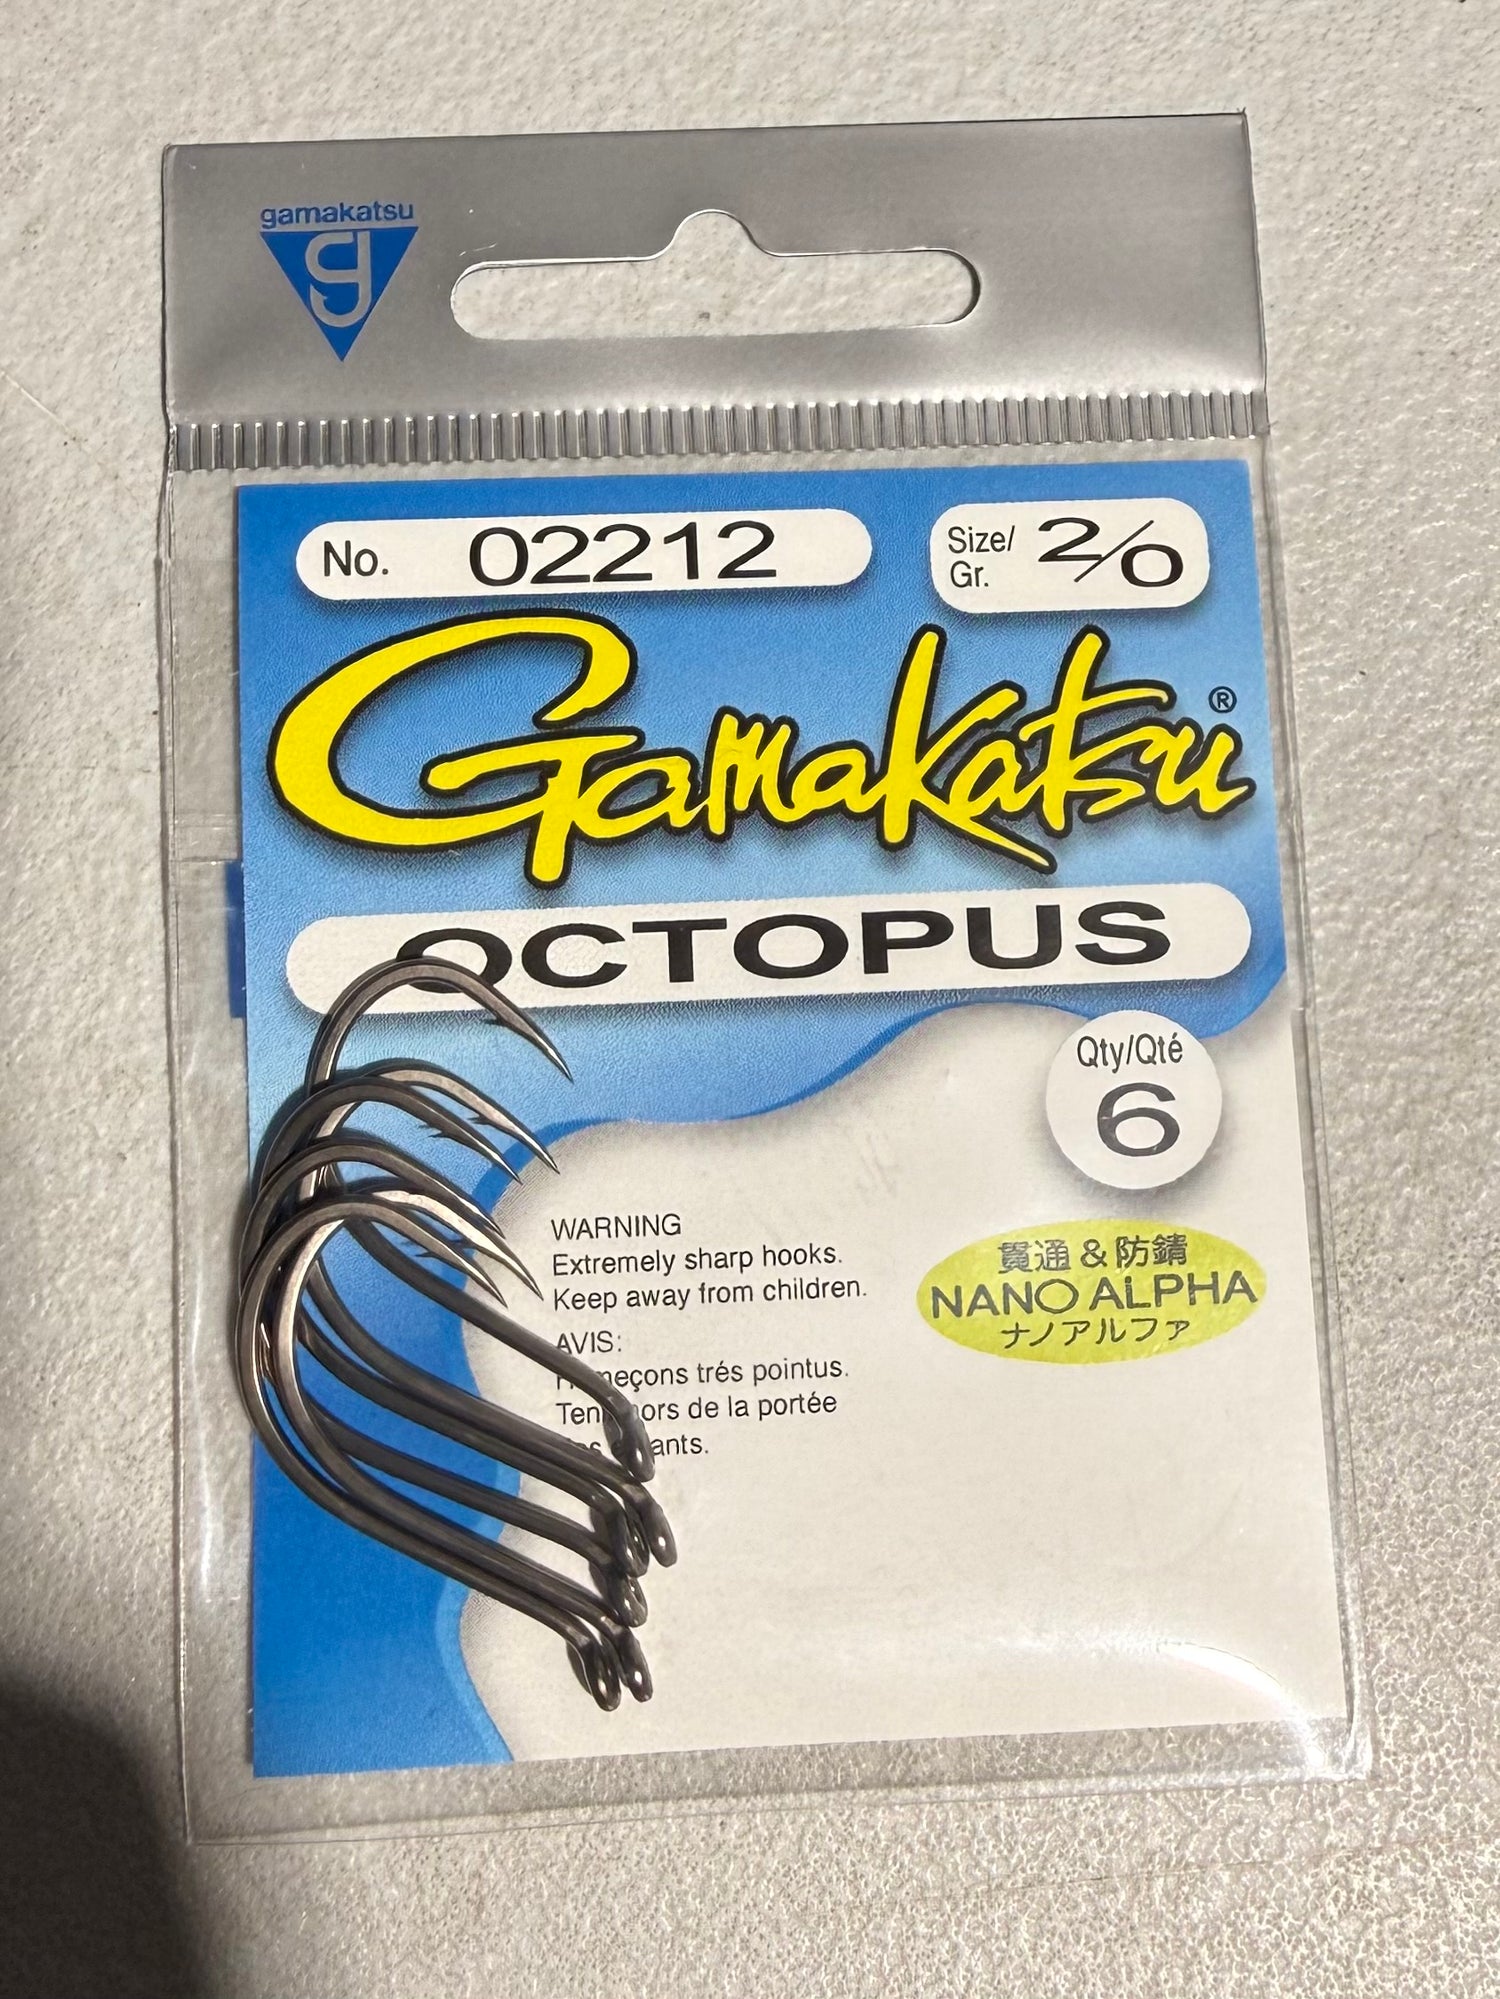 gamakatsu
g
No. 02212
Size/
Gr. 2/0
Gamakatsu®
OCTOPUS
Qty/Qté
6
WARNING
Extremely sharp hooks.
Keep away from children.
AVIS:
trés pointus.
de la portée
貫通 & 防錆
NANO ALPHA
ナノアルファ